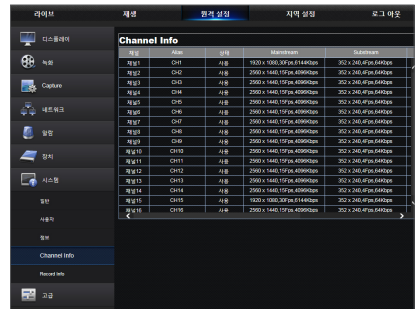 라이브 재생 원격 설정 지역 설정 로그 아웃
디스플레이
녹화
Capture
네트워크
알람
장치
시스템
일반
사용자
정보
Channel Info
Record Info
고급
Channel Info
채널 Alias 상태 Mainstream Substream
채널1 CH1 사용 1920 x 1080,30Fps,6144Kbps 352 x 240,4Fps,64Kbps
채널2 CH2 사용 2560 x 1440,15Fps,4096Kbps 352 x 240,4Fps,64Kbps
채널3 CH3 사용 2560 x 1440,15Fps,4096Kbps 352 x 240,4Fps,64Kbps
채널4 CH4 사용 2560 x 1440,15Fps,4096Kbps 352 x 240,4Fps,64Kbps
채널5 CH5 사용 2560 x 1440,15Fps,4096Kbps 352 x 240,4Fps,64Kbps
채널6 CH6 사용 2560 x 1440,15Fps,4096Kbps 352 x 240,4Fps,64Kbps
채널7 CH7 사용 2560 x 1440,15Fps,4096Kbps 352 x 240,4Fps,64Kbps
채널8 CH8 사용 2560 x 1440,15Fps,4096Kbps 352 x 240,4Fps,64Kbps
채널9 CH9 사용 2560 x 1440,15Fps,4096Kbps 352 x 240,4Fps,64Kbps
채널10 CH10 사용 2560 x 1440,15Fps,4096Kbps 352 x 240,4Fps,64Kbps
채널11 CH11 사용 2560 x 1440,15Fps,4096Kbps 352 x 240,4Fps,64Kbps
채널12 CH12 사용 2560 x 1440,15Fps,4096Kbps 352 x 240,4Fps,64Kbps
채널13 CH13 사용 2560 x 1440,15Fps,4096Kbps 352 x 240,4Fps,64Kbps
채널14 CH14 사용 2560 x 1440,15Fps,4096Kbps 352 x 240,4Fps,64Kbps
채널15 CH15 사용 1920 x 1080,30Fps,6144Kbps 352 x 240,4Fps,64Kbps
채널16 CH16 사용 2560 x 1440,15Fps,4096Kbps 352 x 240,4Fps,64Kbps